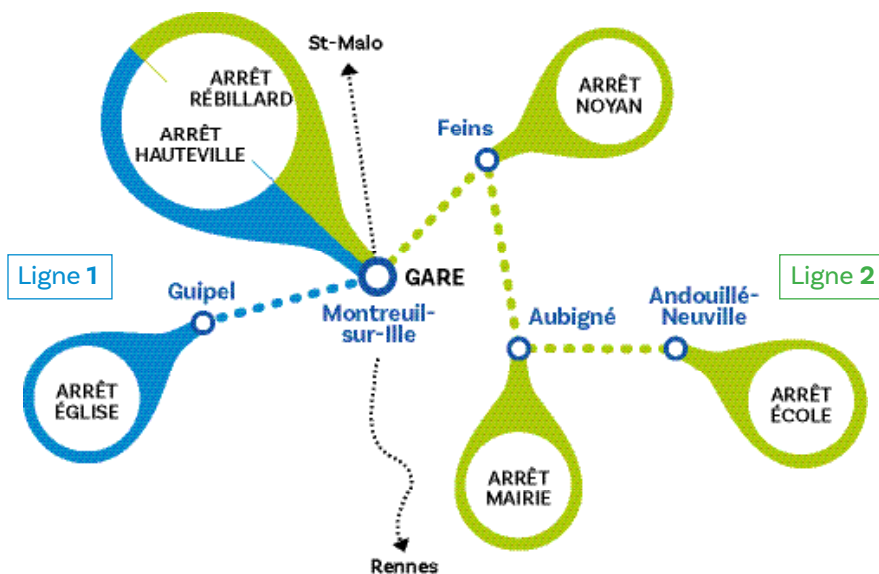 St-Malo
ARRÊT
RÉBILLARD
ARRÊT
HAUTEVILLE
ARRÊT
NOYAN
Feins
Ligne 1
Guipel
GARE
Montreuil-
sur-Ille
Ligne 2
Andouillé-
Neuville
Aubigné
ARRÊT
ÉGLISE
ARRÊT
ÉCOLE
ARRÊT
MAIRIE
Rennes